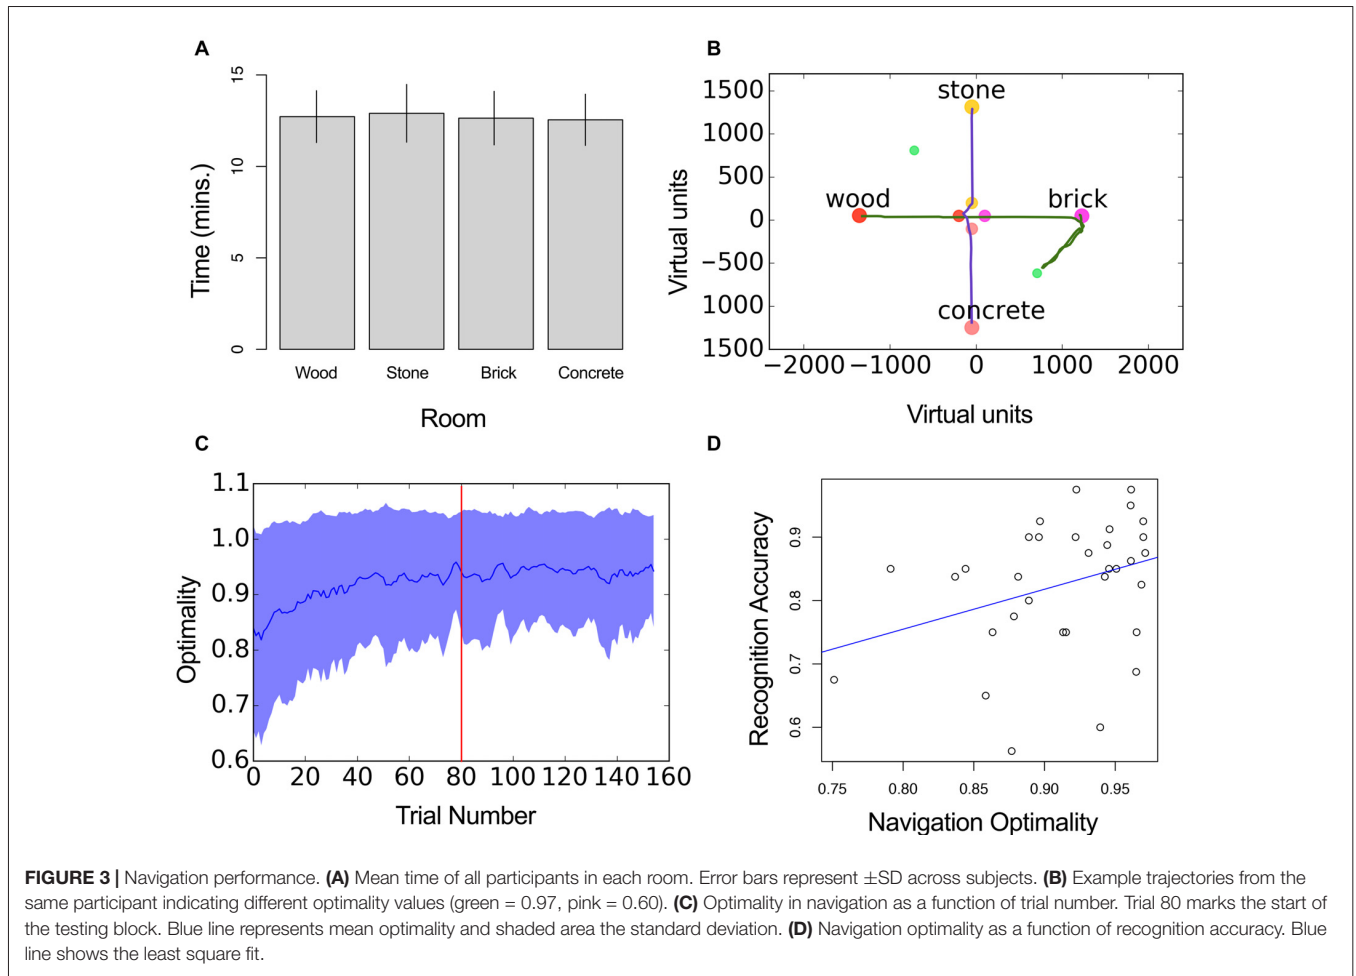 A
15
10
5
0
Time (mins.)
Wood Stone Brick Concrete
Room
B
1500
1000
500
0
−500
1000
1500
Virtual units
stone
wood
brick
concrete
−2000 −1000 0 1000 2000
Virtual units
C
1.1
1.0
0.9
0.8
0.7
0.6
Optimality
0 20 40 60 80 100 120 140 160
Trial Number
D
0.9
0.8
0.7
0.6
Recognition Accuracy
0.75 0.80 0.85 0.90 0.95
Navigation Optimality
FIGURE 3 | Navigation performance. (A) Mean time of all participants in each room. Error bars represent ±SD across subjects. (B) Example trajectories from the
same participant indicating different optimality values (green = 0.97, pink = 0.60). (C) Optimality in navigation as a function of trial number. Trial 80 marks the start of
the testing block. Blue line represents mean optimality and shaded area the standard deviation. (D) Navigation optimality as a function of recognition accuracy. Blue
line shows the least square fit.